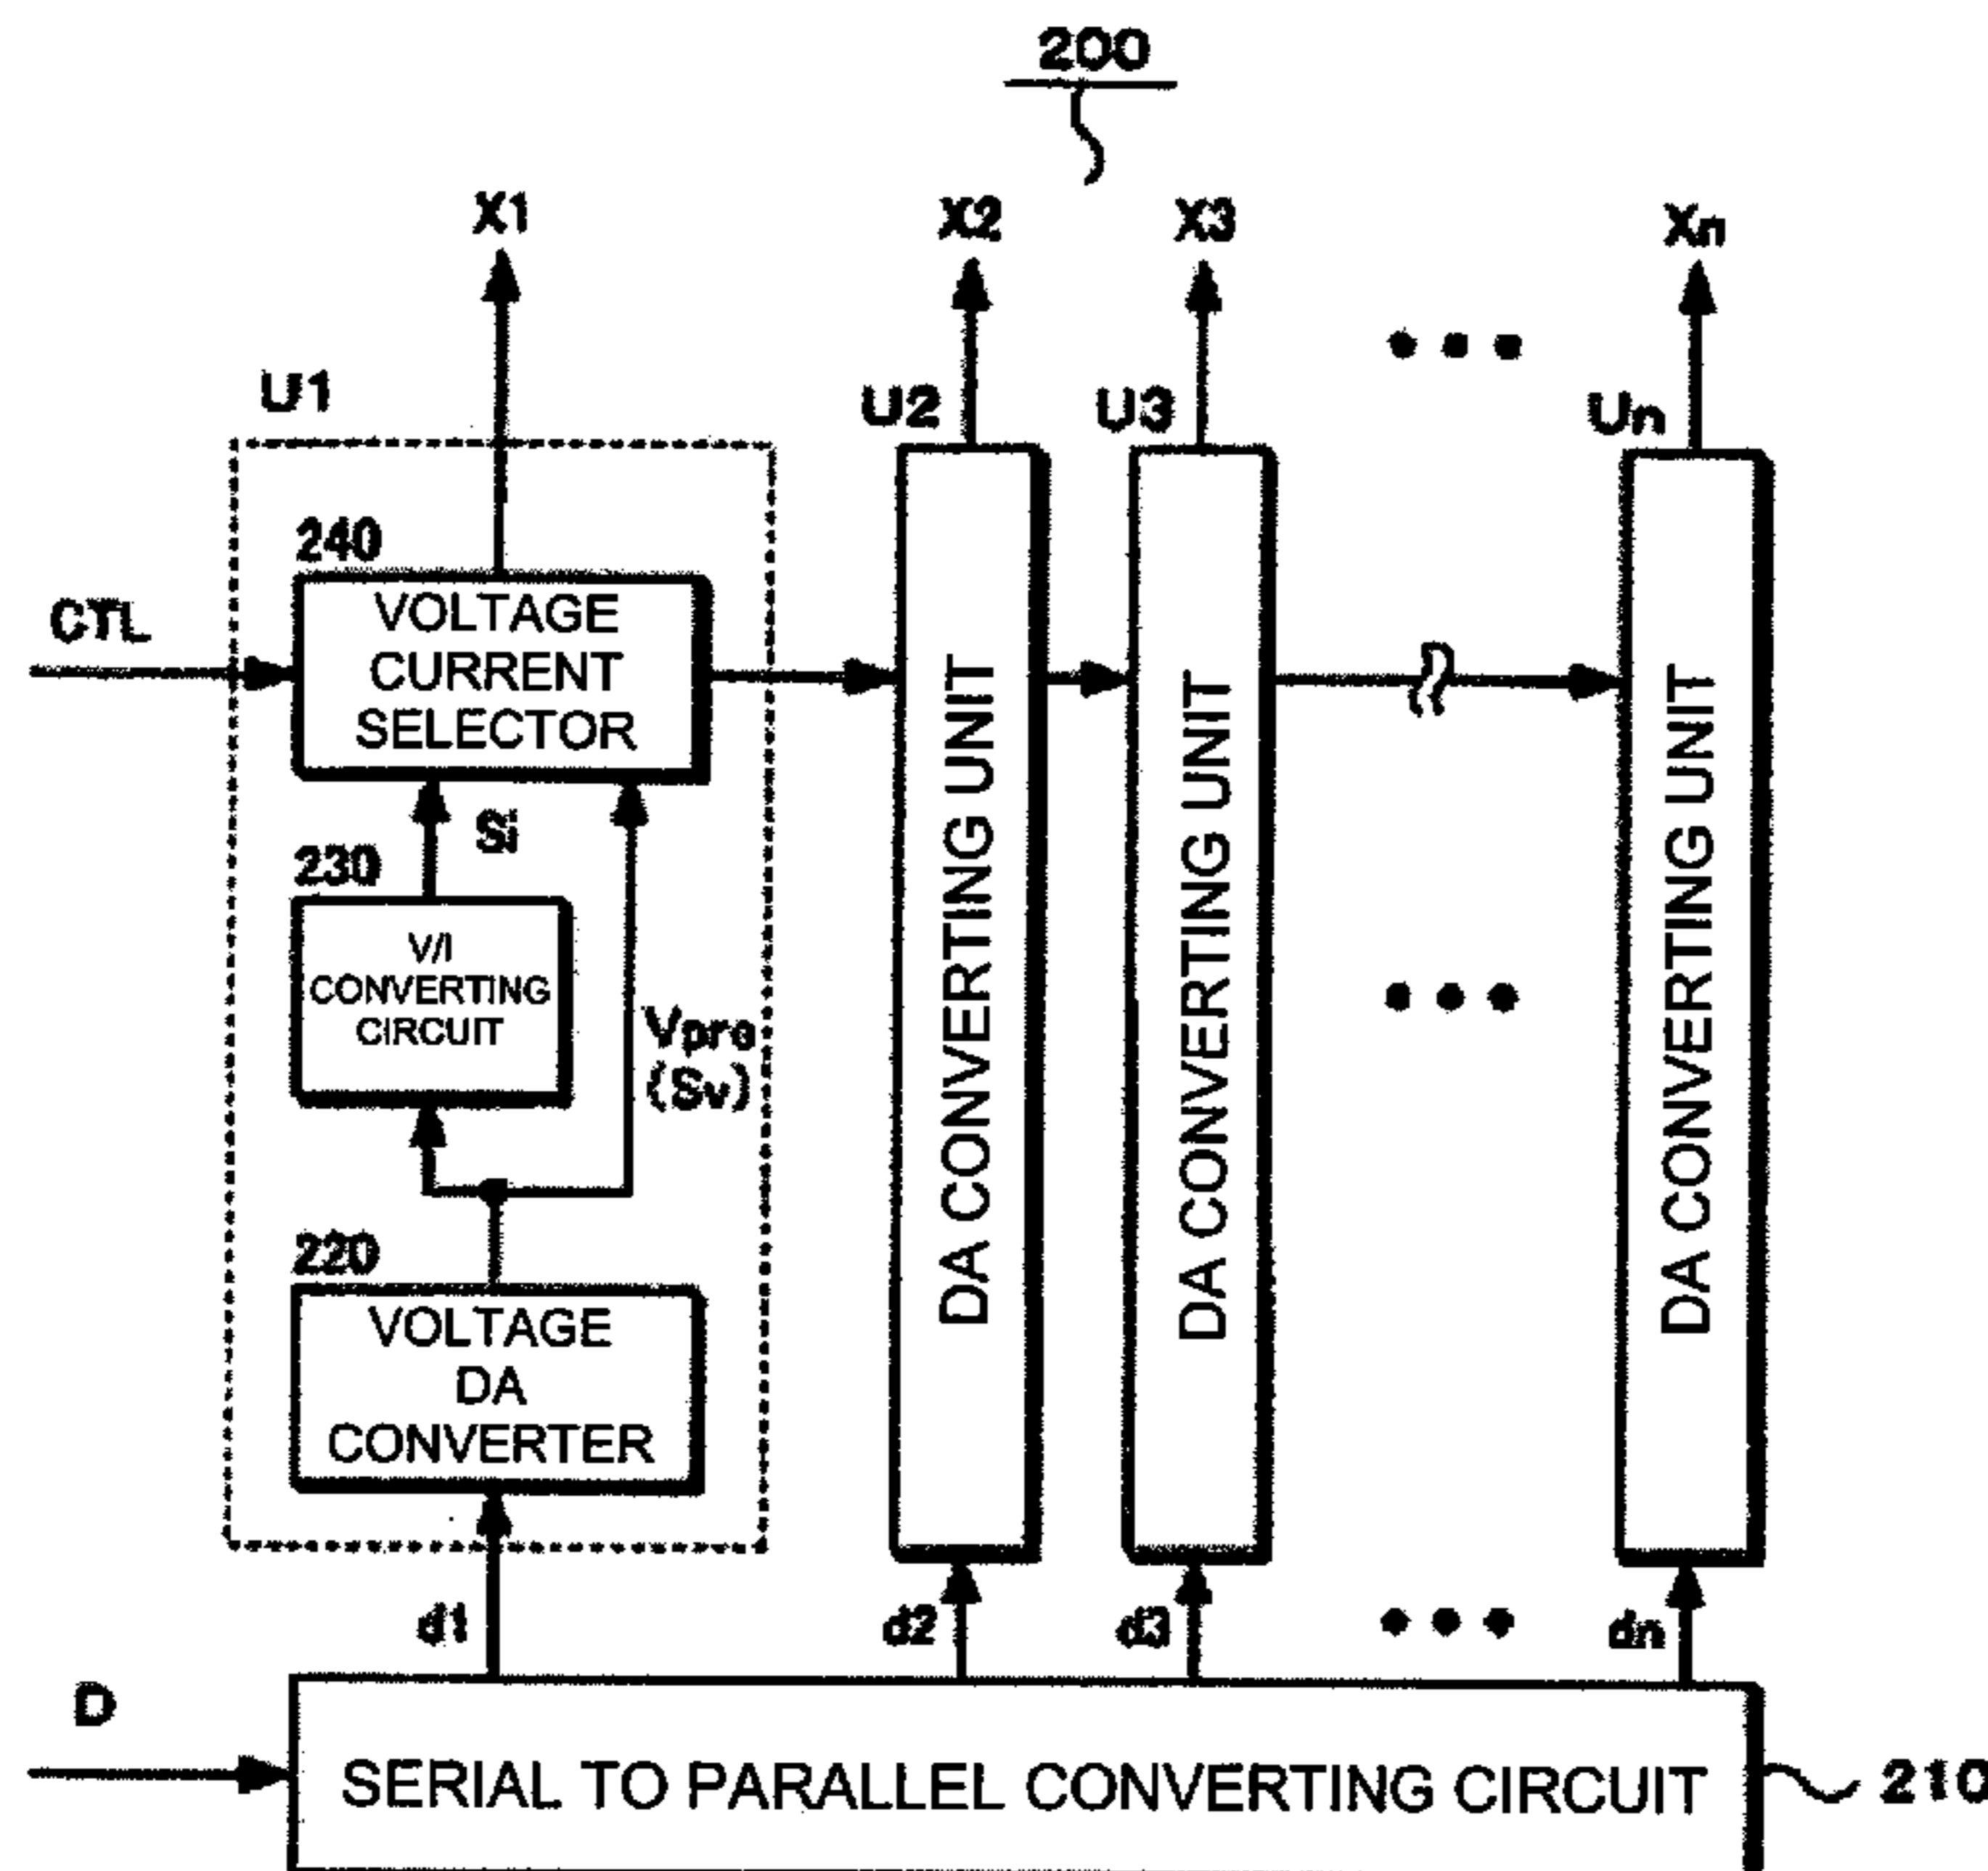 200
X1
X2
X3
Xn
U1
U2
U3
Un
240
CTL
VOLTAGE
CURRENT
SELECTOR
Si
230
V/I
CONVERTING
CIRCUIT
Vpre
(Sv)
220
VOLTAGE
DA
CONVERTER
DA CONVERTING UNIT
DA CONVERTING UNIT
DA CONVERTING UNIT
d1
d2
d3
dn
D
SERIAL TO PARALLEL CONVERTING CIRCUIT
210